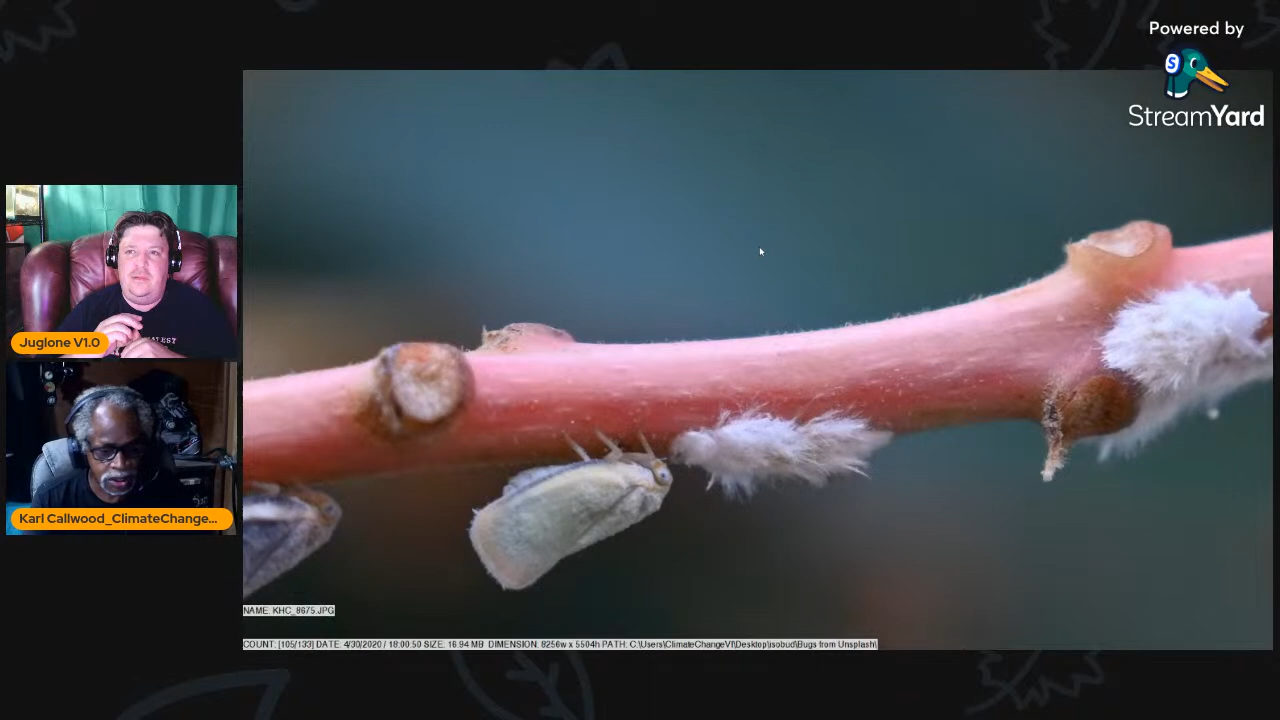 Powered by
S
StreamYard
Juglone V1.0
Karl Callwood_ClimateChange...
NAME: KHC_8675.JPG
COUNT: [105/133] DATE: 4/30/2020 / 18:00:50 SIZE: 16.94 MB DIMENSION: 8256w x 5504h PATH: C:\Users\ClimateChangeVI\Desktop\isobud\Bugs from Unsplash\